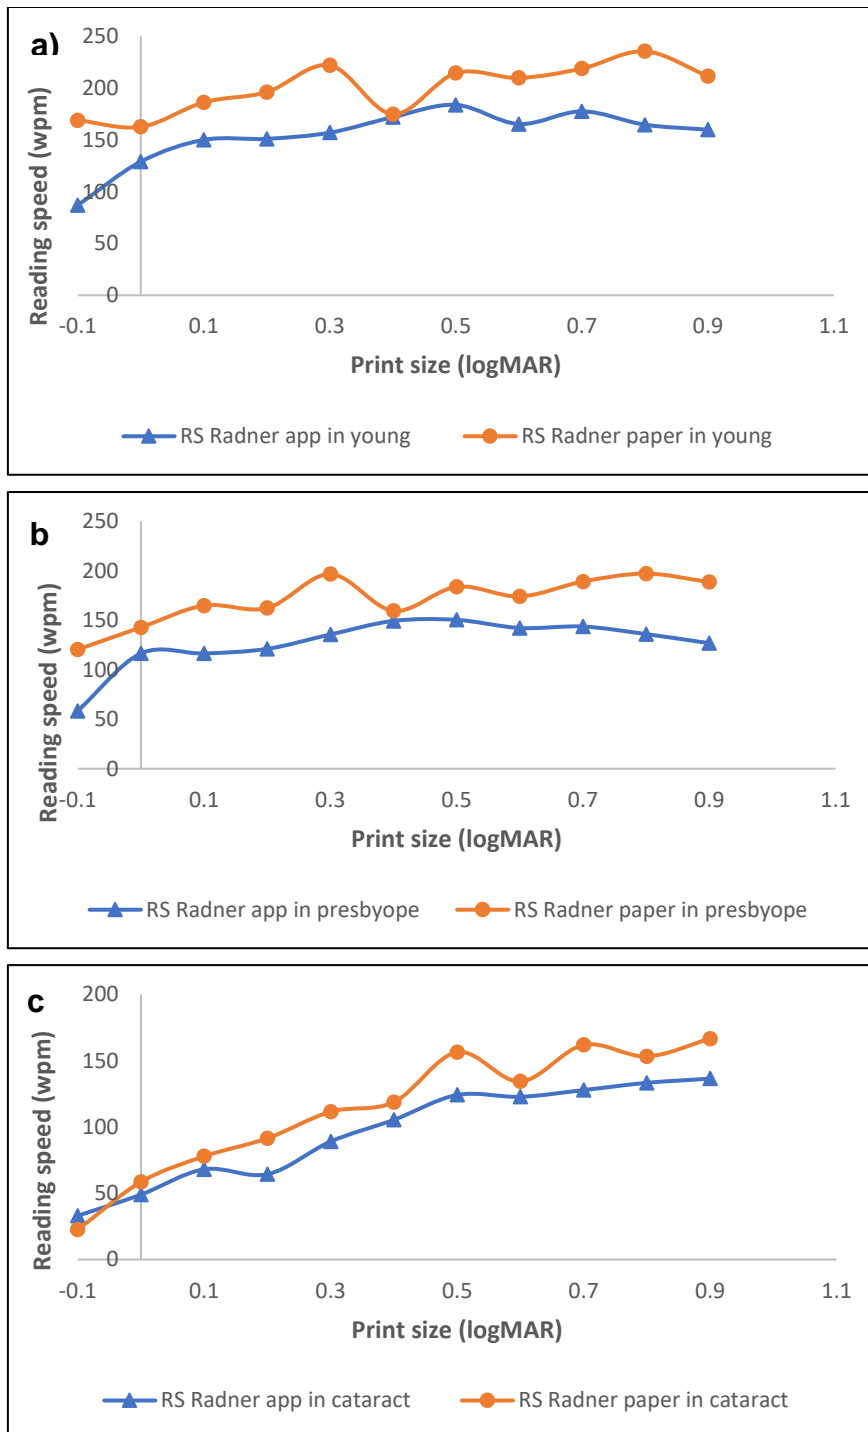 a)
250
200
150
100
50
0
Reading speed (wpm)
-0.1 0.1 0.3 0.5 0.7 0.9 1.1
Print size (logMAR)
RS Radner app in young RS Radner paper in young
b
250
200
150
100
50
0
Reading speed (wpm)
-0.1 0.1 0.3 0.5 0.7 0.9 1.1
Print size (logMAR)
RS Radner app in presbyope RS Radner paper in presbyope
c
200
150
100
50
0
Reading speed (wpm)
-0.1 0.1 0.3 0.5 0.7 0.9 1.1
Print size (logMAR)
RS Radner app in cataract RS Radner paper in cataract